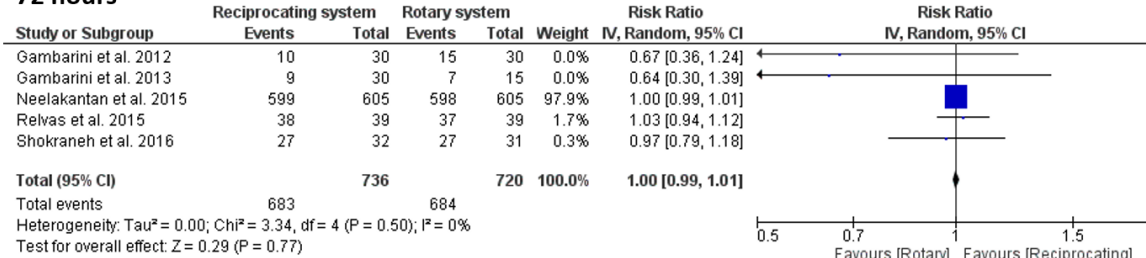 72 hours
Reciprocating system Rotary system Risk Ratio Risk Ratio
Study or Subgroup Events Total Events Total Weight IV, Random, 95% CI IV, Random, 95% CI
Gambarini et al. 2012 10 30 15 30 0.0% 0.67 [0.36, 1.24]
Gambarini et al. 2013 9 30 7 15 0.0% 0.64 [0.30, 1.39]
Neelakantan et al. 2015 599 605 598 605 97.9% 1.00 [0.99, 1.01]
Relvas et al. 2015 38 39 37 39 1.7% 1.03 [0.94, 1.12]
Shokraneh et al. 2016 27 32 27 31 0.3% 0.97 [0.79, 1.18]
Total (95% CI) 736 720 100.0% 1.00 [0.99, 1.01]
Total events 683 684
Heterogeneity: Tau² = 0.00; Chi² = 3.34, df = 4 (P = 0.50); I² = 0%
Test for overall effect: Z = 0.29 (P = 0.77)
0.5 0.7 1 1.5
Favours [Rotary] Favours [Reciprocating]